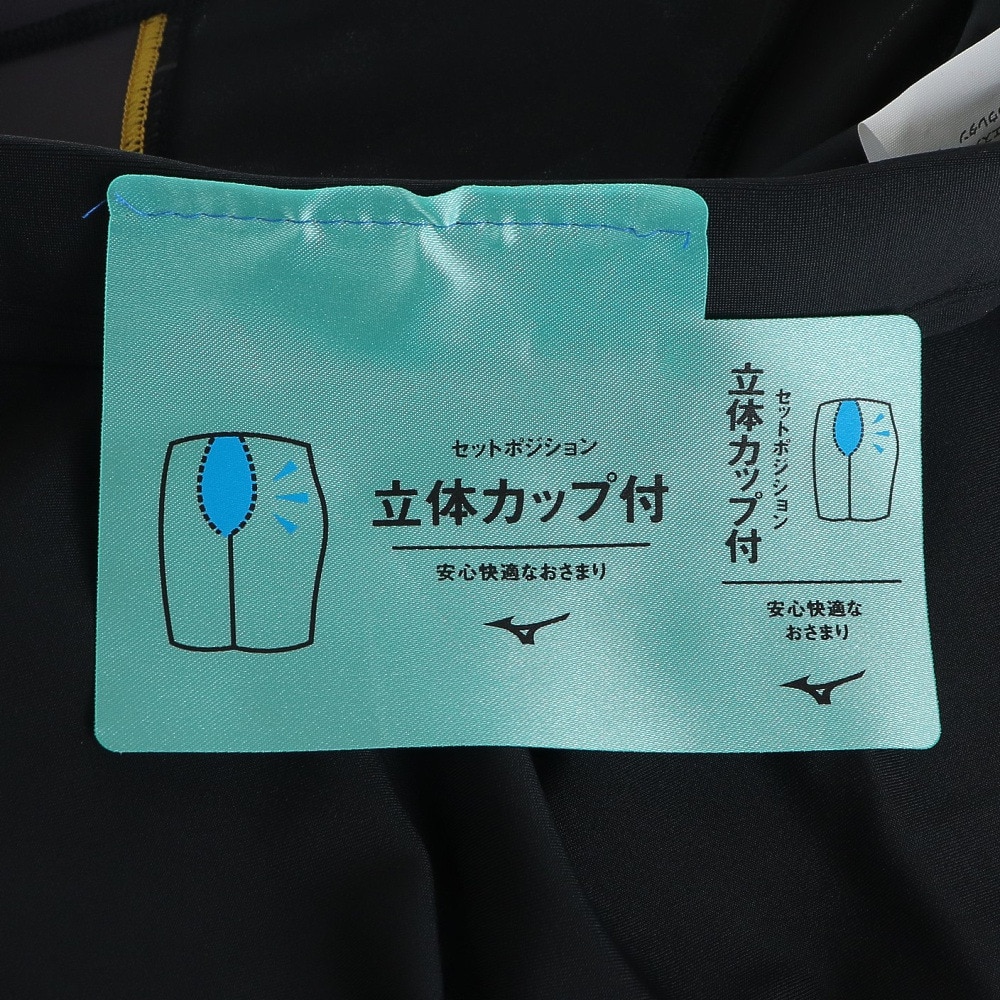 セットポジション
立体カップ付
安心快適なおさまり
立体カップ付
セットポジション
安心快適な
おさまり